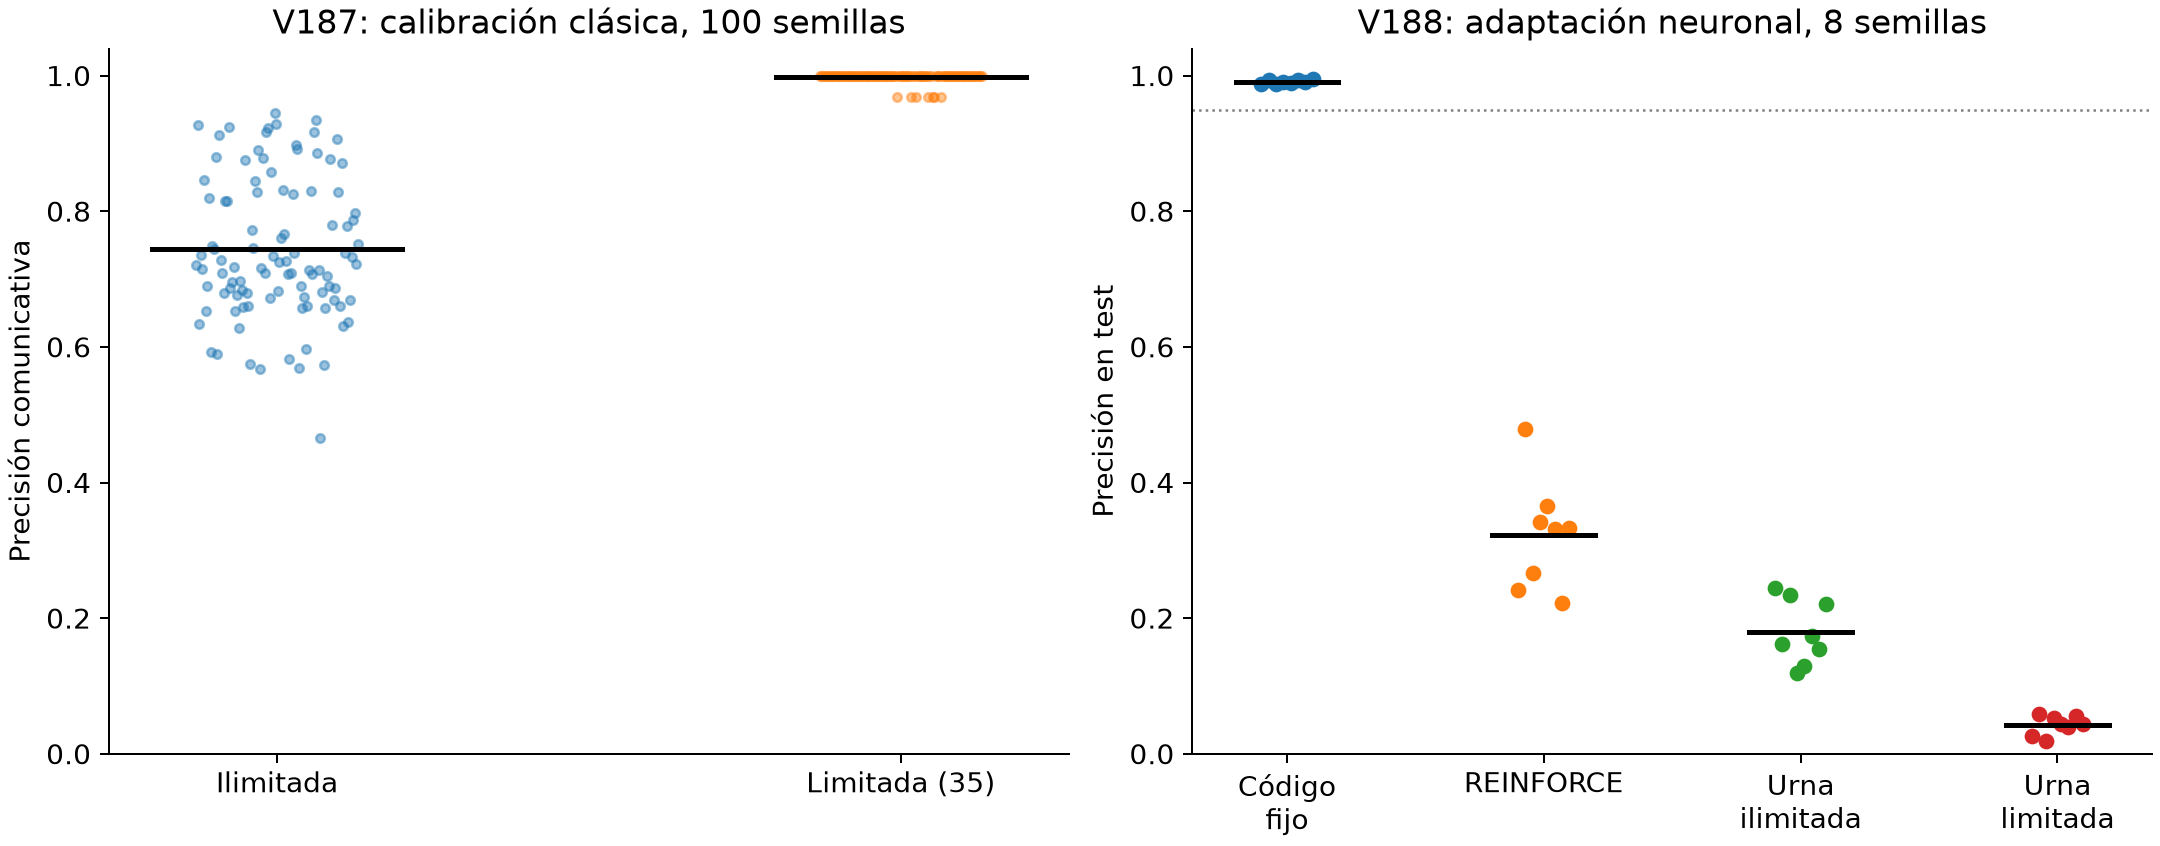 V187: calibración clásica, 100 semillas
Precisión comunicativa
1.0
0.8
0.6
0.4
0.2
0.0
Ilimitada
Limitada (35)
V188: adaptación neuronal, 8 semillas
Precisión en test
1.0
0.8
0.6
0.4
0.2
0.0
Código
fijo
REINFORCE
Urna
ilimitada
Urna
limitada